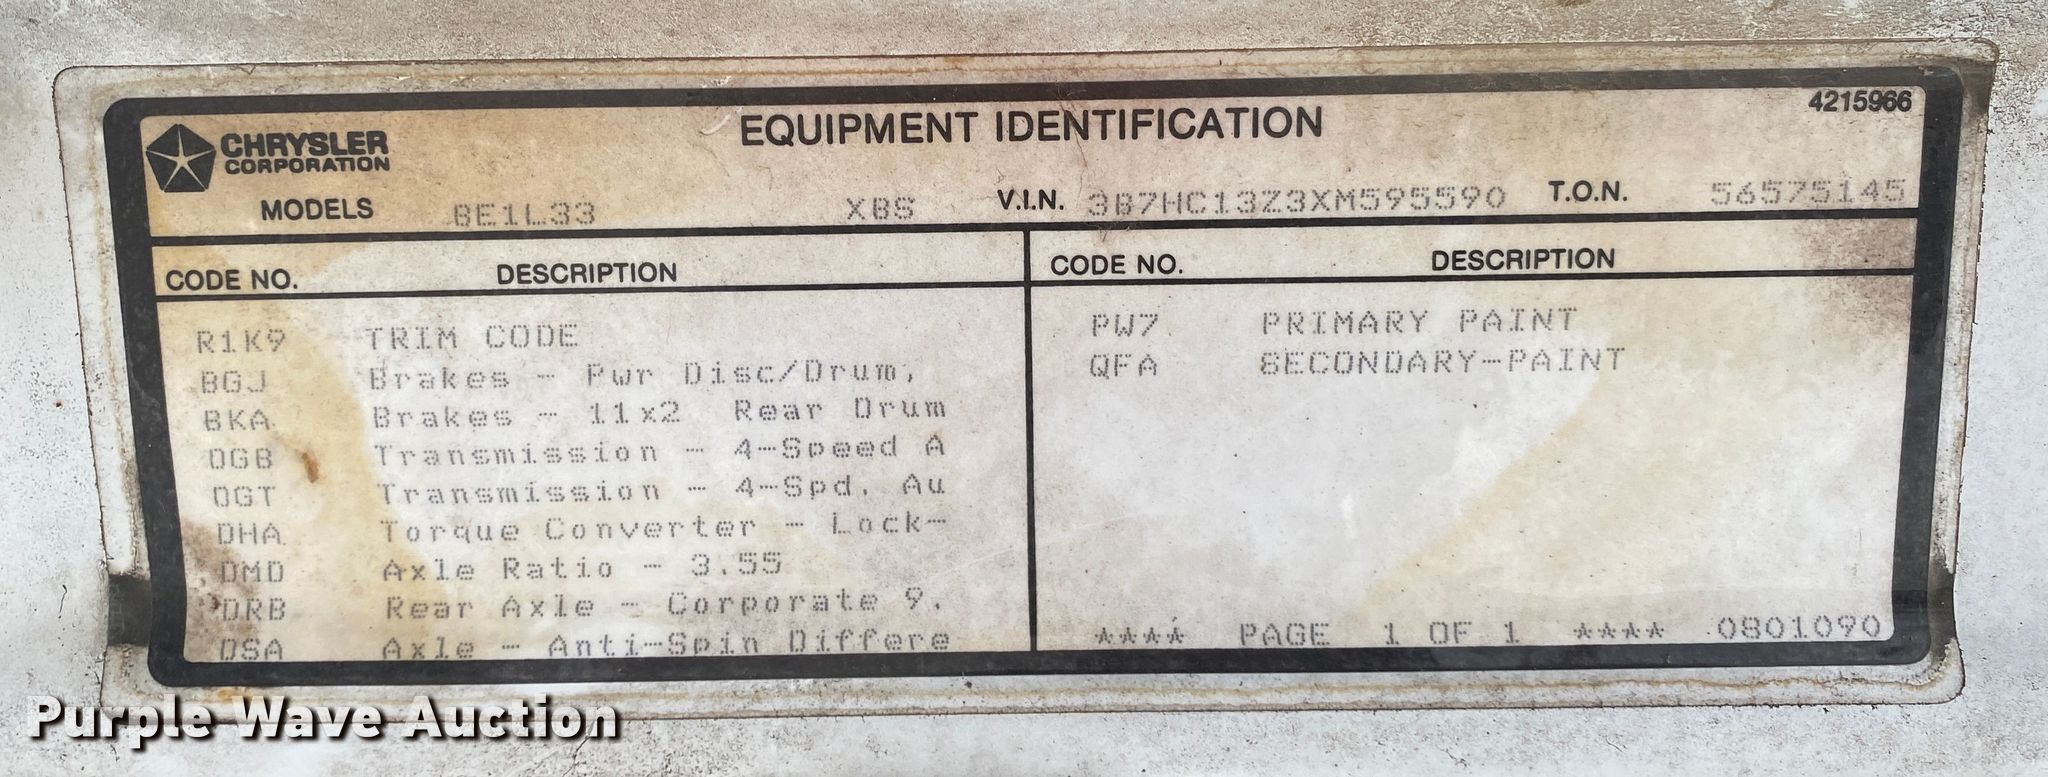 4215966
EQUIPMENT IDENTIFICATION
CHRYSLER
CORPORATION
MODELS BE1L33 XBS V.I.N. 3B7HC13Z3XM595590 T.O.N. 56575145
CODE NO. DESCRIPTION
R1K9 TRIM CODE
BGJ Brakes - Pwr Disc/Drum,
BKA Brakes - 11x2 Rear Drum
DGB Transmission - 4-Speed A
DGT Transmission - 4-Spd. Au
DHA Torque Converter - Lock-
DMD Axle Ratio - 3.55
DRB Rear Axle - Corporate 9.
DSA Axle - Anti-Spin Differe
CODE NO. DESCRIPTION
PW7 PRIMARY PAINT
QFA SECONDARY-PAINT
**** PAGE 1 OF 1 **** 0801090
Purple Wave Auction